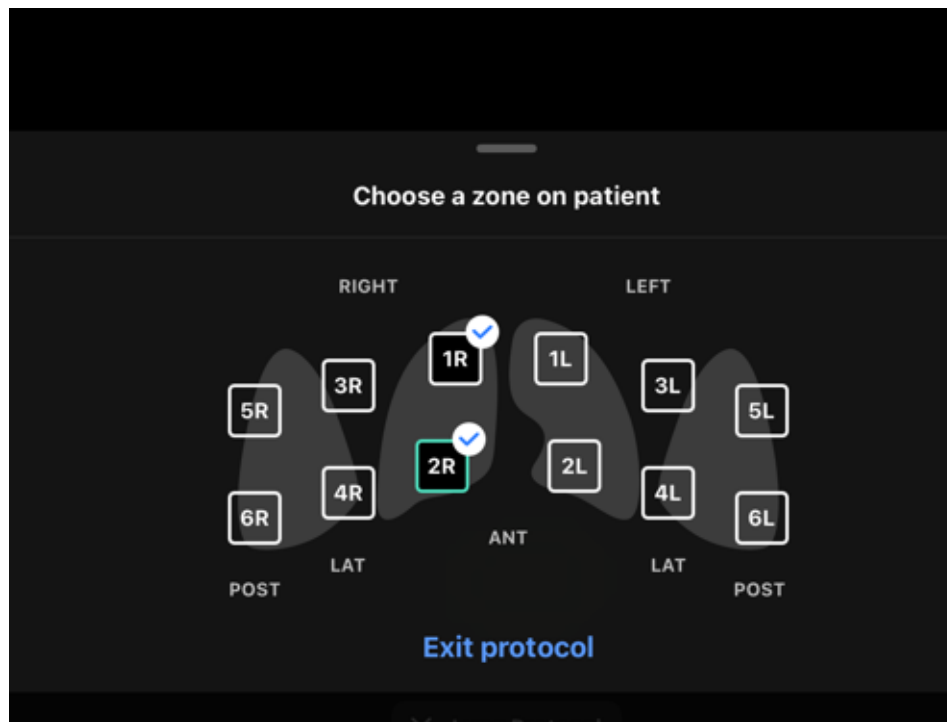 Choose a zone on patient
RIGHT LEFT
1R 1L
3R 3L
5R 5L
2R 2L
4R 4L
6R 6L
ANT
LAT LAT
POST POST
Exit protocol